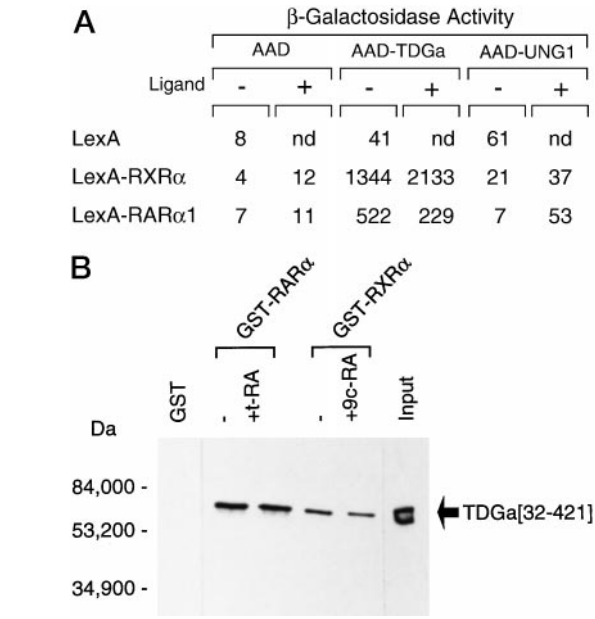 A
β-Galactosidase Activity
AAD AAD-TDGa AAD-UNG1
Ligand - + - + - +
LexA 8 nd 41 nd 61 nd
LexA-RXRα 4 12 1344 2133 21 37
LexA-RARα1 7 11 522 229 7 53
B
GST-RARα GST-RXRα
GST - +t-RA - +9c-RA Input
Da
84,000 -
TDGa[32-421]
53,200 -
34,900 -